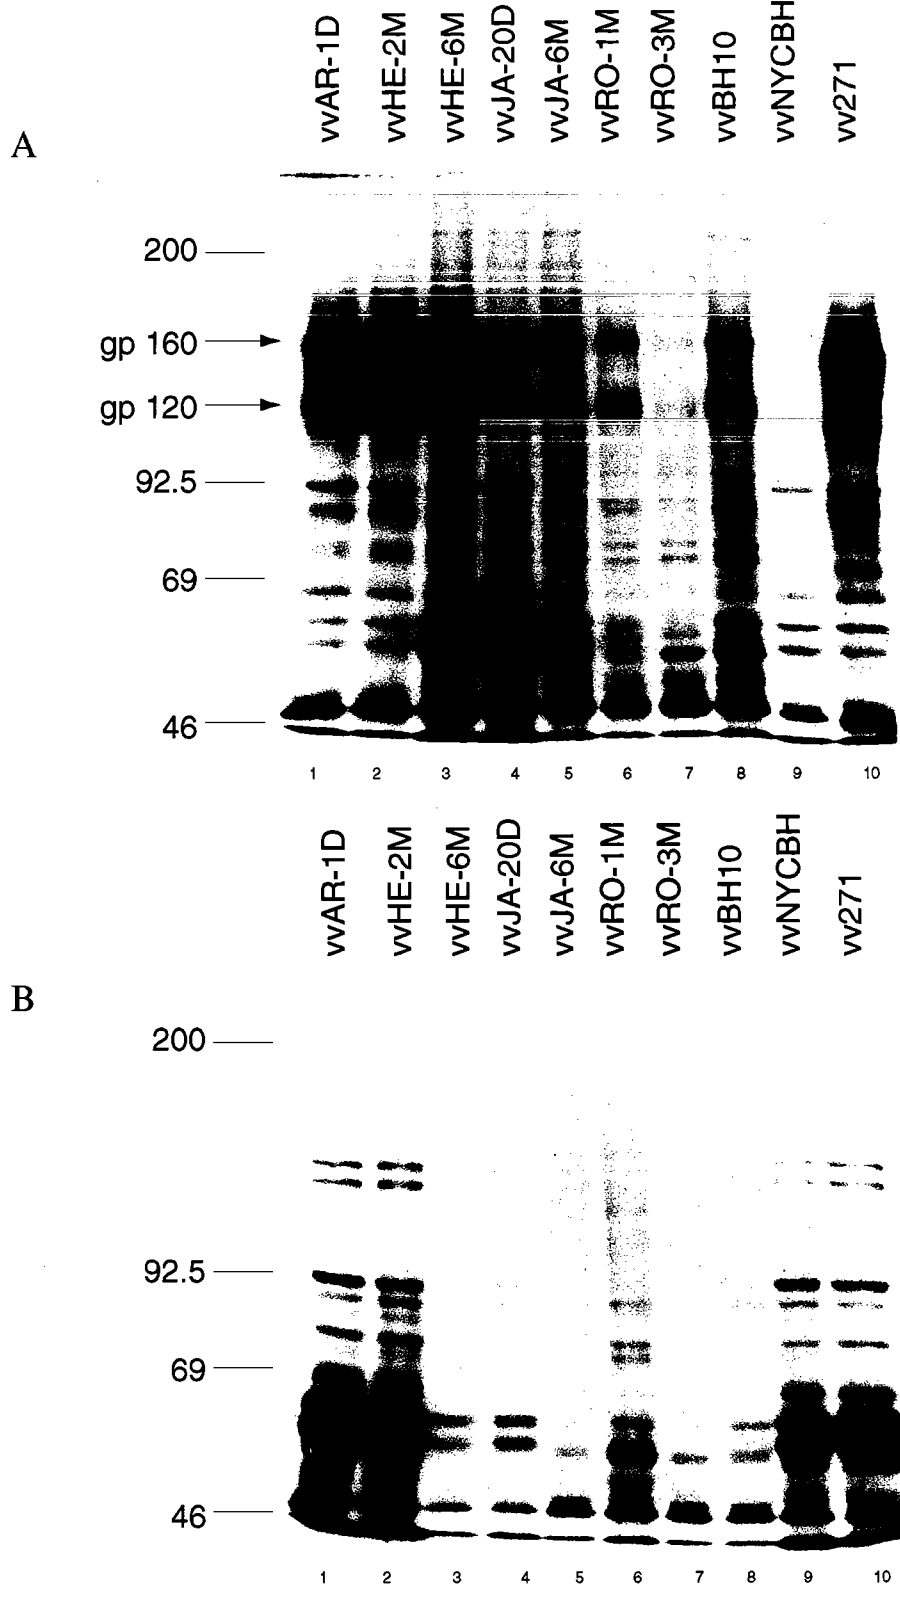 vvAR-1D vvHE-2M vvHE-6M vvJA-20D vvJA-6M vvRO-1M vvRO-3M vvBH10 vvNYCBH vv271
A
200
gp 160
gp 120
92.5
69
46
1 2 3 4 5 6 7 8 9 10
vvAR-1D vvHE-2M vvHE-6M vvJA-20D vvJA-6M vvRO-1M vvRO-3M vvBH10 vvNYCBH vv271
B
200
92.5
69
46
1 2 3 4 5 6 7 8 9 10